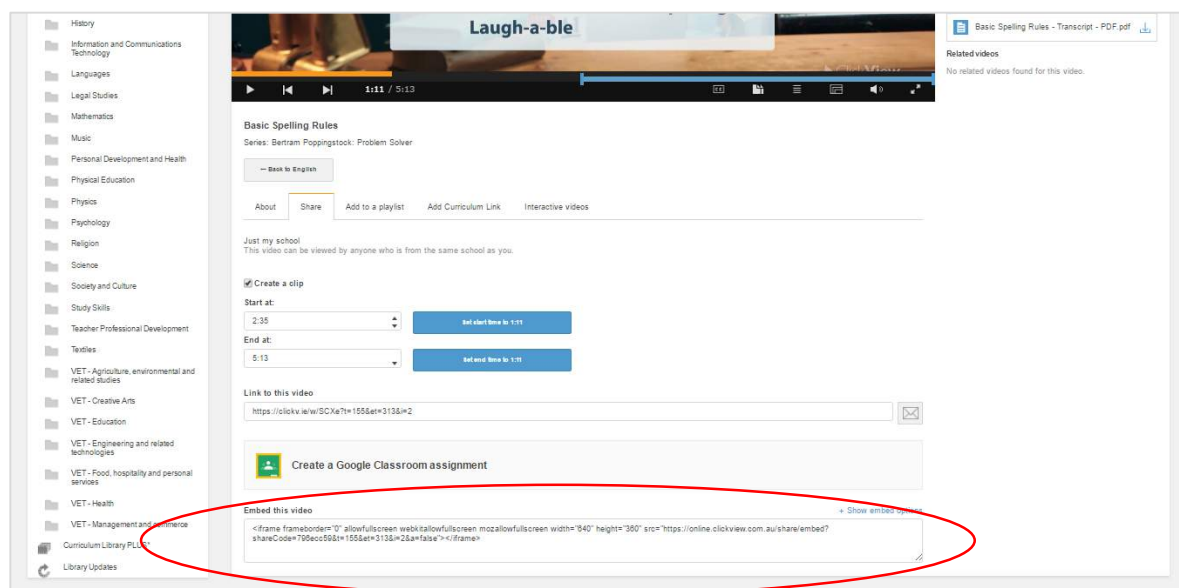 History
Information and Communications
Technology
Languages
Legal Studies
Mathematics
Music
Personal Development and Health
Physical Education
Physics
Psychology
Religion
Science
Society and Culture
Study Skills
Teacher Professional Development
Textiles
VET - Agriculture, environmental and
related studies
VET - Creative Arts
VET - Education
VET - Engineering and related
technologies
VET - Food, hospitality and personal
services
VET - Health
VET - Management and commerce
Curriculum Library PLUS*
Library Updates
Laugh-a-ble
1:11 / 5:13
Basic Spelling Rules
Series: Bertram Poppingstock: Problem Solver
← Back to English
About Share Add to a playlist Add Curriculum Link Interactive videos
Just my school
This video can be viewed by anyone who is from the same school as you.
Create a clip
Start at:
2:35 Set start time to 1:11
End at:
5:13 Set end time to 1:11
Link to this video
https://clickv.ie/w/SCXe?t=155&et=313&i=2
Create a Google Classroom assignment
Embed this video + Show embed options
<iframe frameborder="0" allowfullscreen webkitallowfullscreen mozallowfullscreen width="640" height="360" src="https://online.clickview.com.au/share/embed?
shareCode=796ecc59&t=155&et=313&i=2&a=false"></iframe>
Basic Spelling Rules - Transcript - PDF.pdf
Related videos
No related videos found for this video.